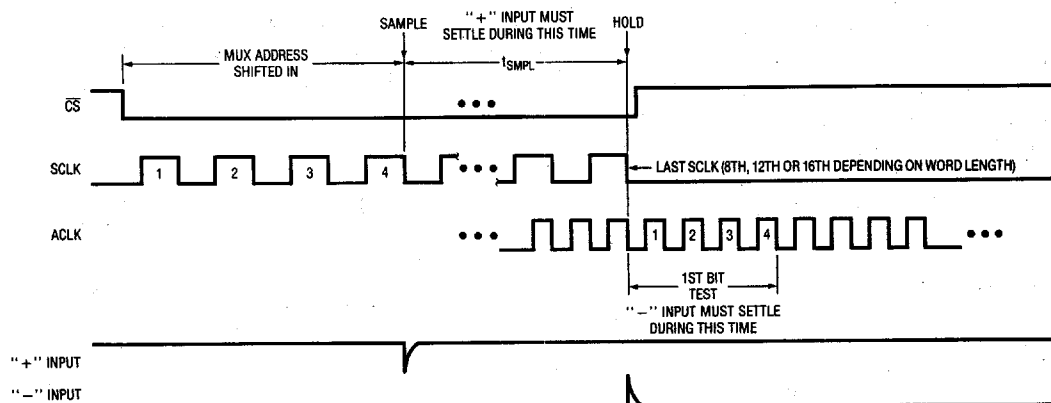 SAMPLE
“+” INPUT MUST
SETTLE DURING THIS TIME
HOLD
MUX ADDRESS
SHIFTED IN
tSMPL
CS
SCLK
1 2 3 4
LAST SCLK (8TH, 12TH OR 16TH DEPENDING ON WORD LENGTH)
ACLK
1 2 3 4
1ST BIT
TEST
“−” INPUT MUST SETTLE
DURING THIS TIME
“+” INPUT
“−” INPUT